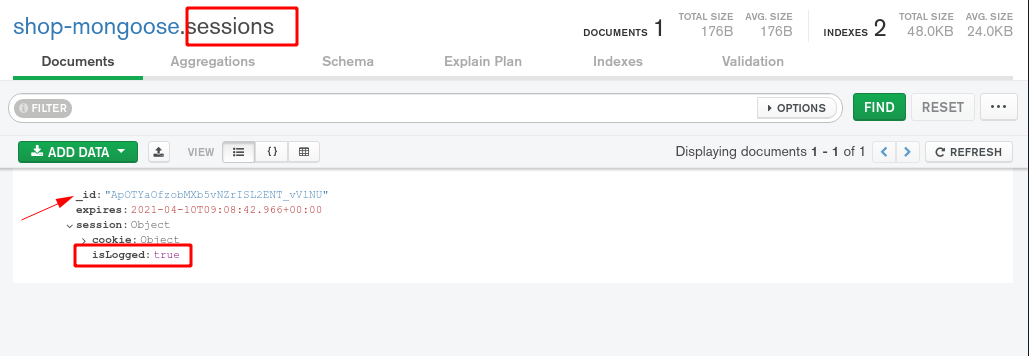 shop-mongoose.sessions
DOCUMENTS 1 TOTAL SIZE 176B AVG. SIZE 176B INDEXES 2 TOTAL SIZE 48.0KB AVG. SIZE 24.0KB
Documents Aggregations Schema Explain Plan Indexes Validation
FILTER OPTIONS FIND RESET ...
ADD DATA VIEW {} Displaying documents 1 - 1 of 1 < > REFRESH
_id: "ApOTYaOfzobMXb5vNZrISL2ENT_vVlNU"
expires: 2021-04-10T09:08:42.966+00:00
session: Object
cookie: Object
isLogged: true